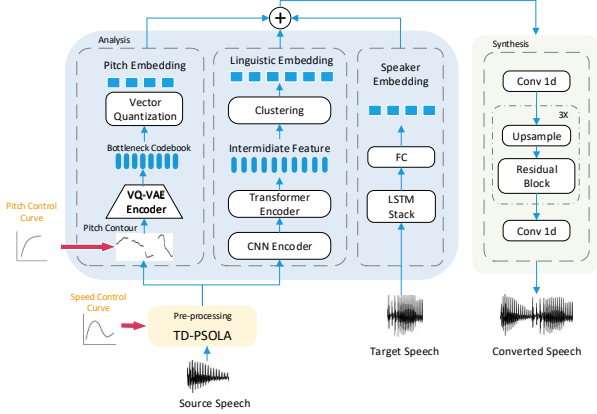 Analysis
Pitch Embedding
Vector
Quantization
Bottleneck Codebook
VQ-VAE
Encoder
Pitch Contour
Pitch Control
Curve
Linguistic Embedding
Clustering
Intermidiate Feature
Transformer
Encoder
CNN Encoder
Speaker
Embedding
FC
LSTM
Stack
Speed Control
Curve
Pre-processing
TD-PSOLA
Source Speech
Target Speech
Synthesis
Conv 1d
3X
Upsample
Residual
Block
Conv 1d
Converted Speech